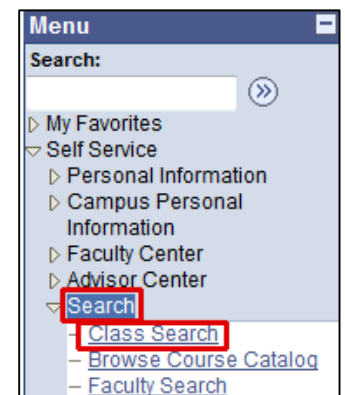 Menu
Search:
My Favorites
Self Service
Personal Information
Campus Personal
Information
Faculty Center
Advisor Center
Search
– Class Search
– Browse Course Catalog
– Faculty Search